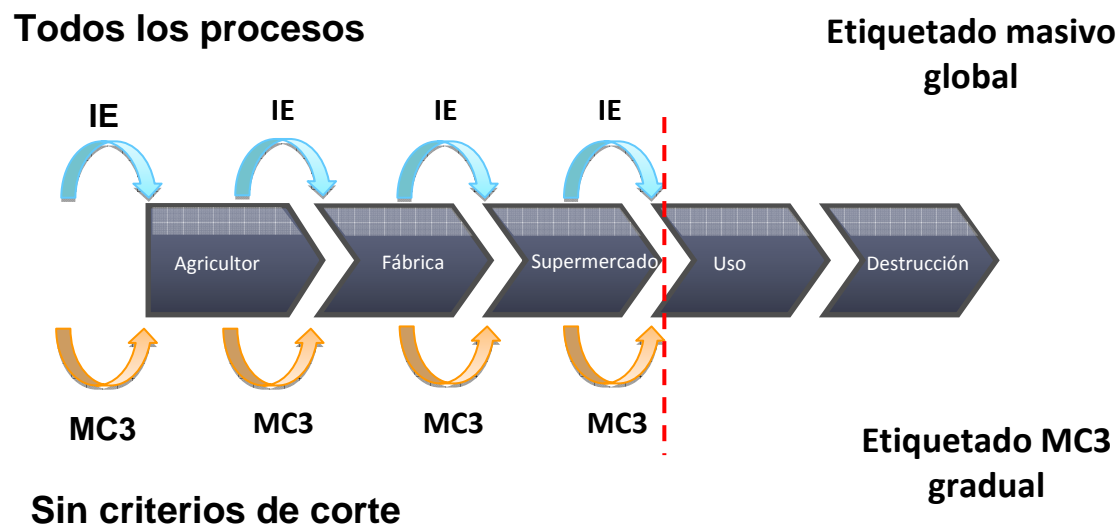 Todos los procesos
Etiquetado masivo
global
IE
IE
IE
IE
Agricultor
Fábrica
Supermercado
Uso
Destrucción
MC3
MC3
MC3
MC3
Etiquetado MC3
gradual
Sin criterios de corte